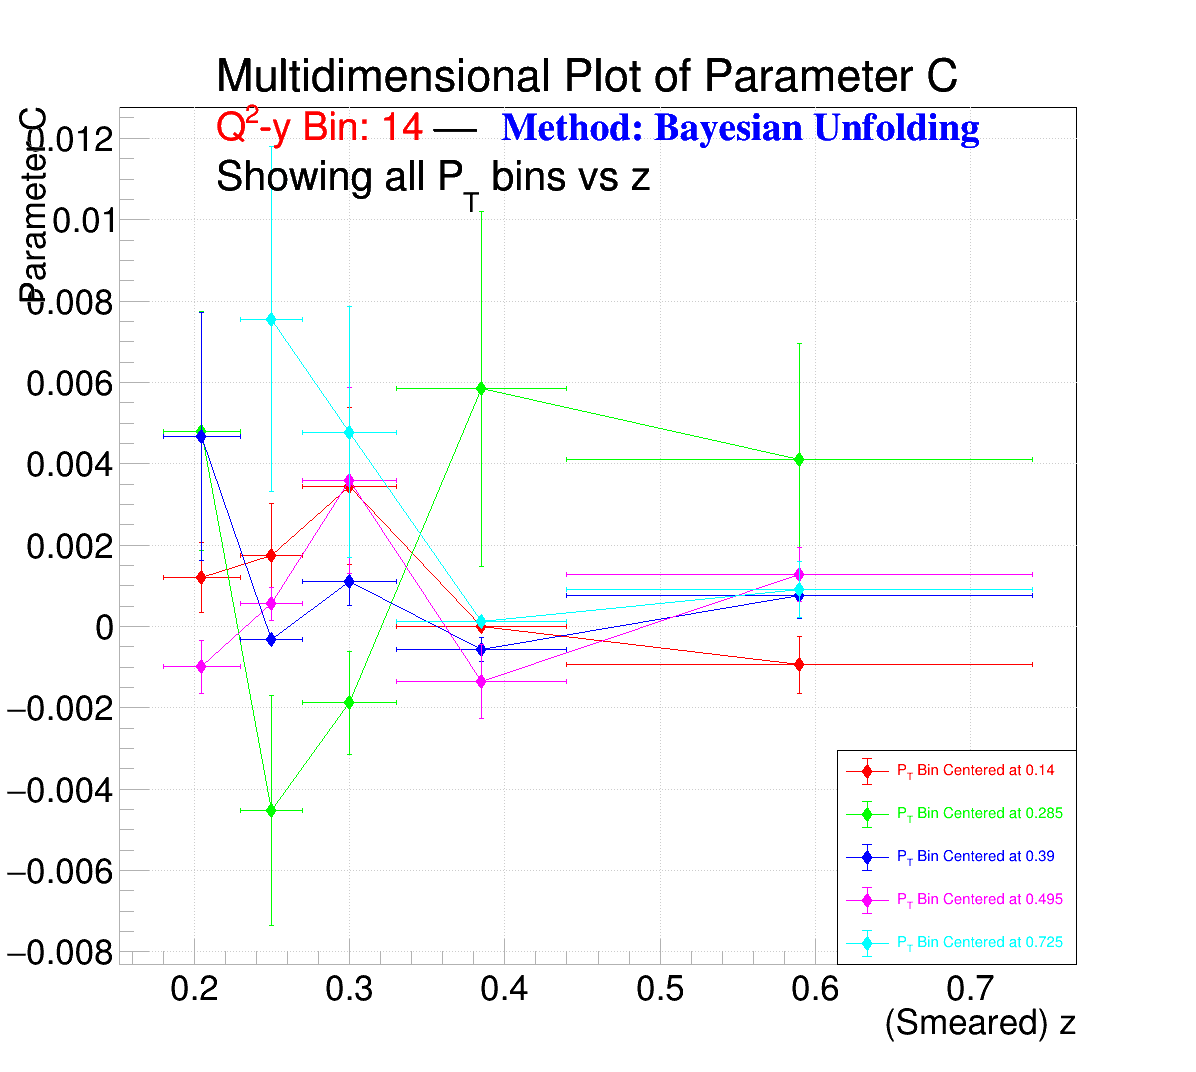 Multidimensional Plot of Parameter C
Q²-y Bin: 14 — Method: Bayesian Unfolding
Showing all P_T bins vs z
Parameter C
0.012
0.01
0.008
0.006
0.004
0.002
0
−0.002
−0.004
−0.006
−0.008
P_T Bin Centered at 0.14
P_T Bin Centered at 0.285
P_T Bin Centered at 0.39
P_T Bin Centered at 0.495
P_T Bin Centered at 0.725
0.2 0.3 0.4 0.5 0.6 0.7
(Smeared) z